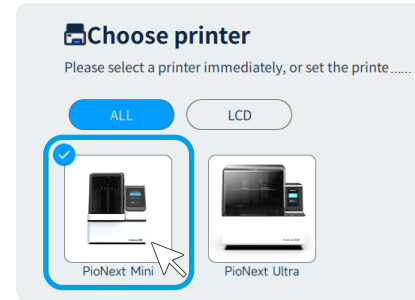 Choose printer
Please select a printer immediately, or set the printe......
ALL
LCD
PioNext Mini
PioNext Ultra